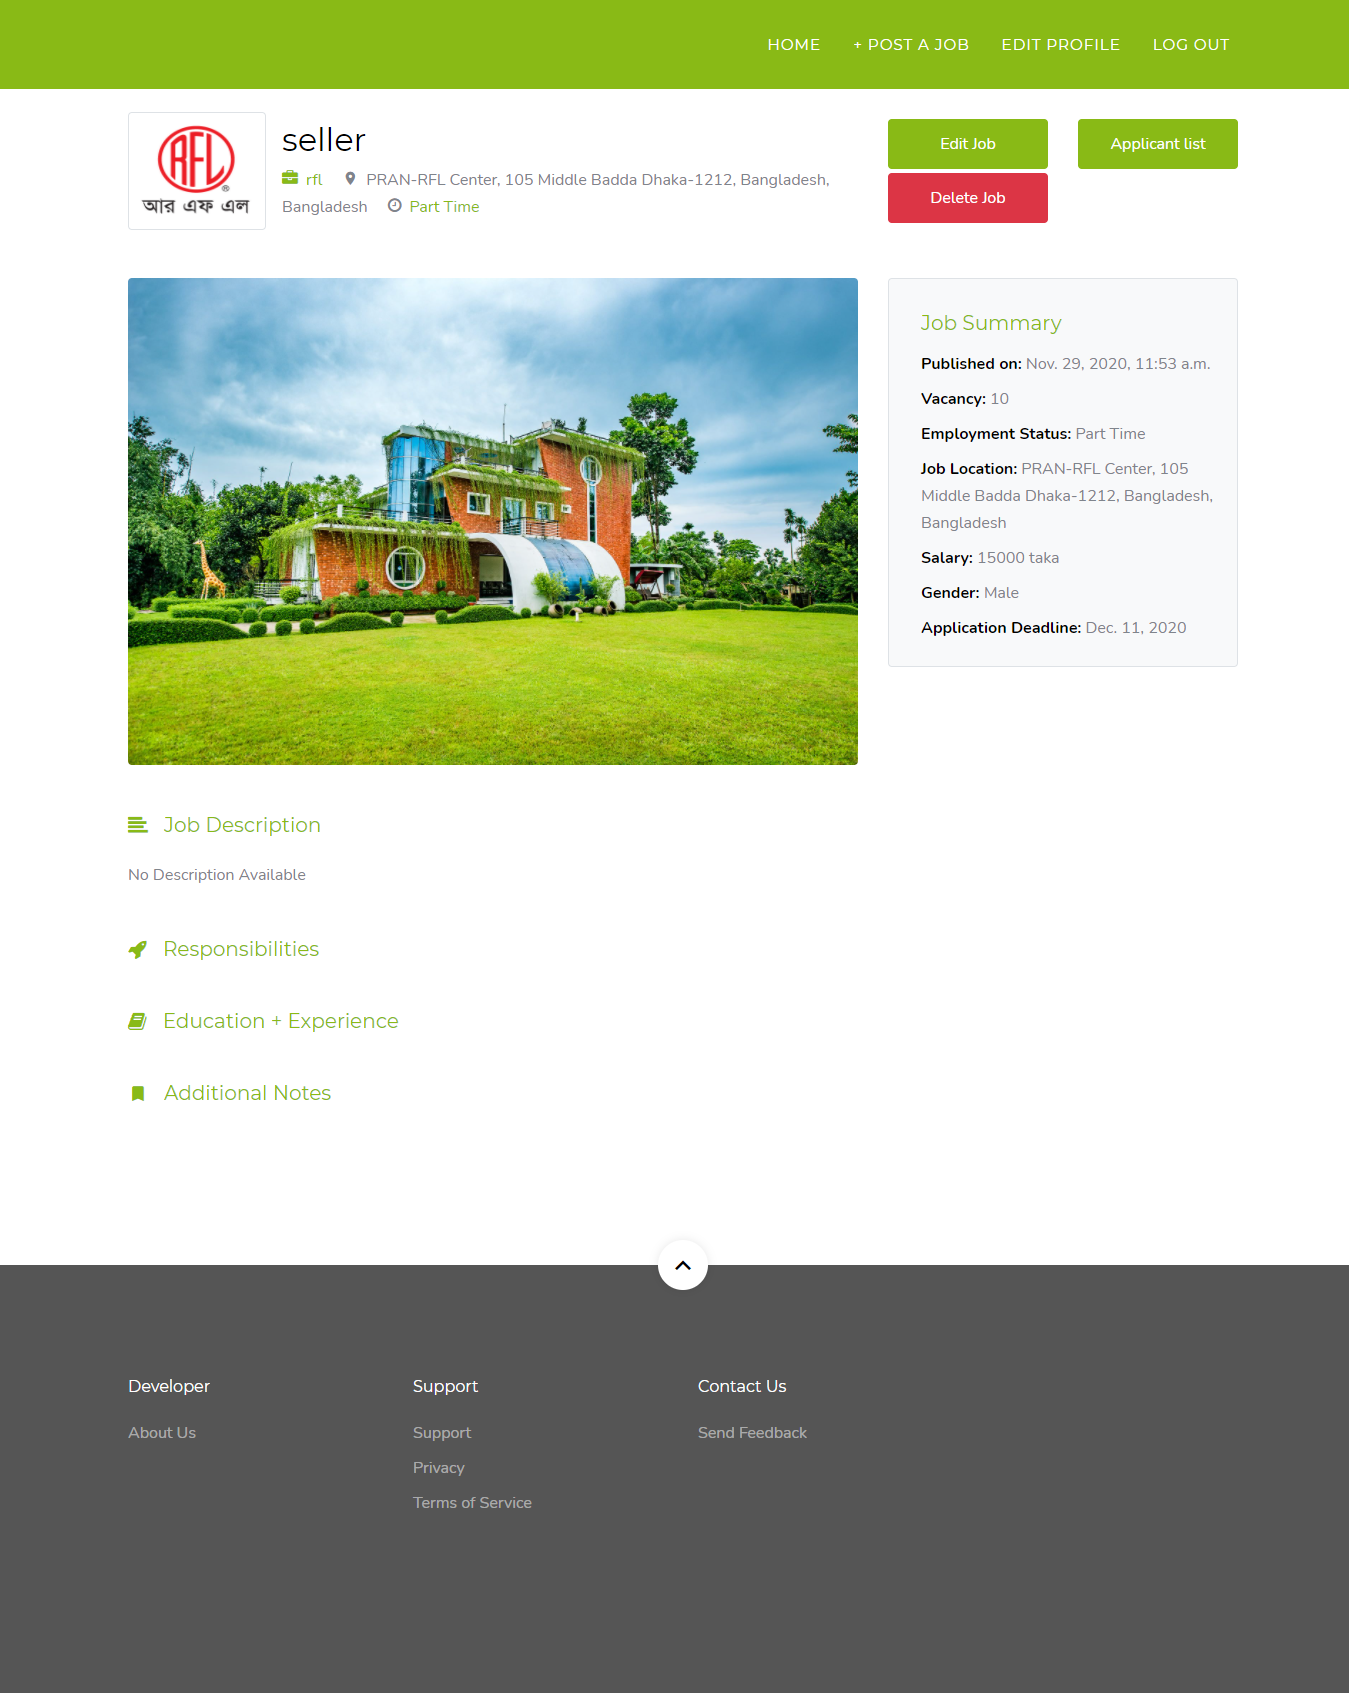 HOME + POST A JOB EDIT PROFILE LOG OUT
RFL®
আর এফ এল
seller
rfl PRAN-RFL Center, 105 Middle Badda Dhaka-1212, Bangladesh,
Bangladesh Part Time
Edit Job Applicant list
Delete Job
Job Summary
Published on: Nov. 29, 2020, 11:53 a.m.
Vacancy: 10
Employment Status: Part Time
Job Location: PRAN-RFL Center, 105
Middle Badda Dhaka-1212, Bangladesh,
Bangladesh
Salary: 15000 taka
Gender: Male
Application Deadline: Dec. 11, 2020
Job Description
No Description Available
Responsibilities
Education + Experience
Additional Notes
Developer
About Us
Support
Support
Privacy
Terms of Service
Contact Us
Send Feedback